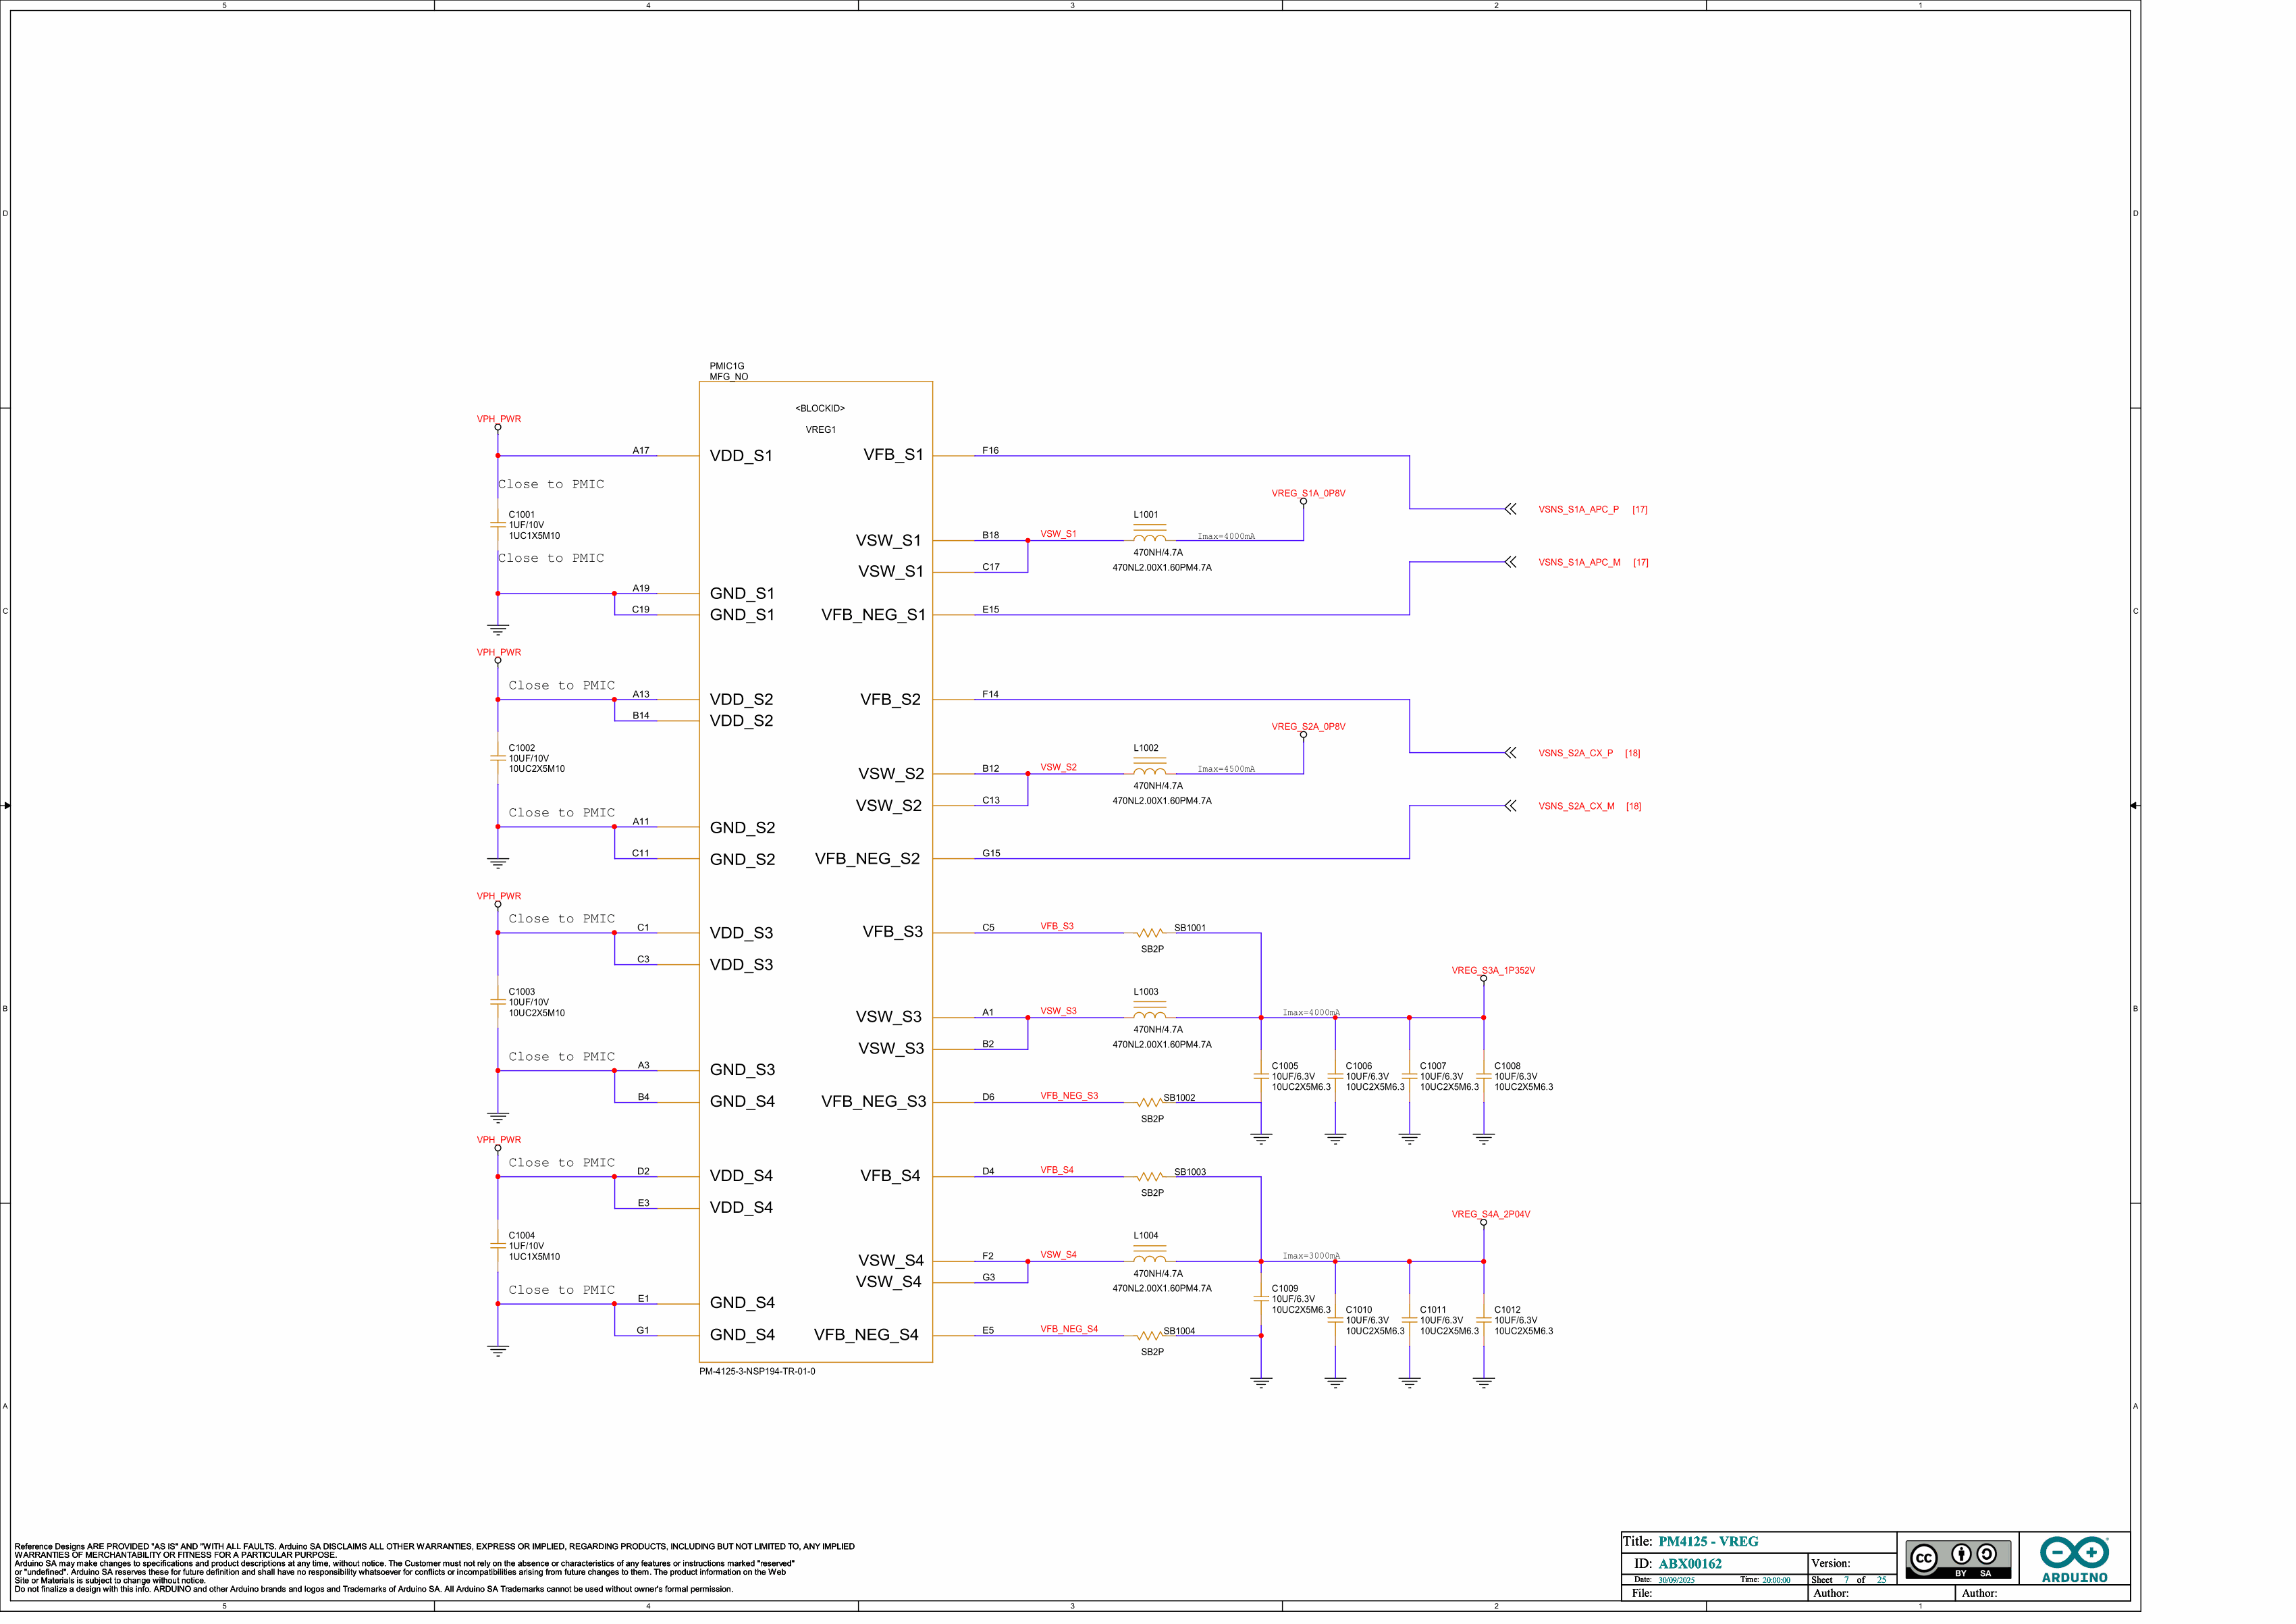 5 4 3 2 1
D D
C C
B B
A A
PMIC1G
MFG_NO
<BLOCKID>
VREG1
VPH_PWR
A17 VDD_S1 VFB_S1 F16
Close to PMIC
VREG_S1A_0P8V
VSNS_S1A_APC_P [17]
C1001
1UF/10V
1UC1X5M10
L1001
VSW_S1 B18 VSW_S1 Imax=4000mA
470NH/4.7A
Close to PMIC
VSNS_S1A_APC_M [17]
VSW_S1 C17
470NL2.00X1.60PM4.7A
A19 GND_S1
C19 GND_S1 VFB_NEG_S1 E15
VPH_PWR
Close to PMIC
A13 VDD_S2 VFB_S2 F14
B14 VDD_S2
VREG_S2A_0P8V
C1002
10UF/10V
10UC2X5M10
L1002
VSNS_S2A_CX_P [18]
VSW_S2 B12 VSW_S2 Imax=4500mA
470NH/4.7A
VSW_S2 C13
470NL2.00X1.60PM4.7A
VSNS_S2A_CX_M [18]
Close to PMIC
A11 GND_S2
C11 GND_S2 VFB_NEG_S2 G15
VPH_PWR
Close to PMIC
C1 VDD_S3 VFB_S3 C5 VFB_S3 SB1001
SB2P
C3 VDD_S3
VREG_S3A_1P352V
C1003
10UF/10V
10UC2X5M10
L1003
VSW_S3 A1 VSW_S3 Imax=4000mA
470NH/4.7A
VSW_S3 B2
470NL2.00X1.60PM4.7A
Close to PMIC
A3 GND_S3
C1005 C1006 C1007 C1008
10UF/6.3V 10UF/6.3V 10UF/6.3V 10UF/6.3V
10UC2X5M6.3 10UC2X5M6.3 10UC2X5M6.3 10UC2X5M6.3
B4 GND_S4 VFB_NEG_S3 D6 VFB_NEG_S3 SB1002
SB2P
VPH_PWR
Close to PMIC
D2 VDD_S4 VFB_S4 D4 VFB_S4 SB1003
SB2P
E3 VDD_S4
VREG_S4A_2P04V
C1004
1UF/10V
1UC1X5M10
L1004
VSW_S4 F2 VSW_S4 Imax=3000mA
470NH/4.7A
VSW_S4 G3
470NL2.00X1.60PM4.7A
Close to PMIC
E1 GND_S4
C1009
10UF/6.3V
10UC2X5M6.3
C1010 C1011 C1012
10UF/6.3V 10UF/6.3V 10UF/6.3V
10UC2X5M6.3 10UC2X5M6.3 10UC2X5M6.3
G1 GND_S4 VFB_NEG_S4 E5 VFB_NEG_S4 SB1004
SB2P
PM-4125-3-NSP194-TR-01-0
Reference Designs ARE PROVIDED "AS IS" AND "WITH ALL FAULTS. Arduino SA DISCLAIMS ALL OTHER WARRANTIES, EXPRESS OR IMPLIED, REGARDING PRODUCTS, INCLUDING BUT NOT LIMITED TO, ANY IMPLIED
WARRANTIES OF MERCHANTABILITY OR FITNESS FOR A PARTICULAR PURPOSE.
Arduino SA may make changes to specifications and product descriptions at any time, without notice. The Customer must not rely on the absence or characteristics of any features or instructions marked "reserved"
or "undefined". Arduino SA reserves these for future definition and shall have no responsibility whatsoever for conflicts or incompatibilities arising from future changes to them. The product information on the Web
Site or Materials is subject to change without notice.
Do not finalize a design with this info. ARDUINO and other Arduino brands and logos and Trademarks of Arduino SA. All Arduino SA Trademarks cannot be used without owner's formal permission.
Title: PM4125 - VREG
ID: ABX00162 Version:
Date: 30/09/2025 Time: 20:00:00 Sheet 7 of 25
File: Author: Author:
CC BY SA
ARDUINO
5 4 3 2 1